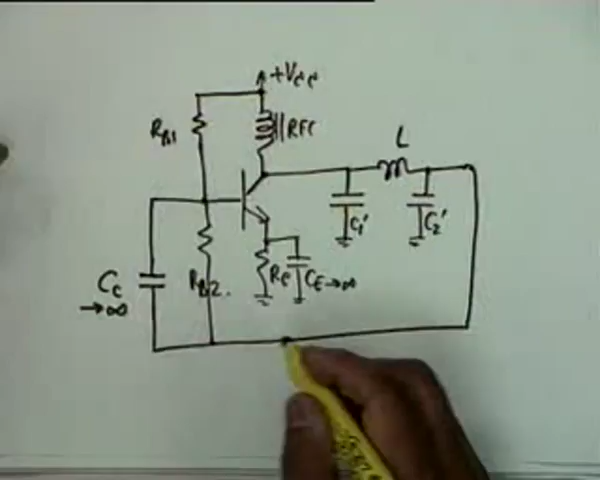 +Vcc
RB1
RFC
L
C1'
C2'
Cc
→∞
RB2
Re
CE→∞